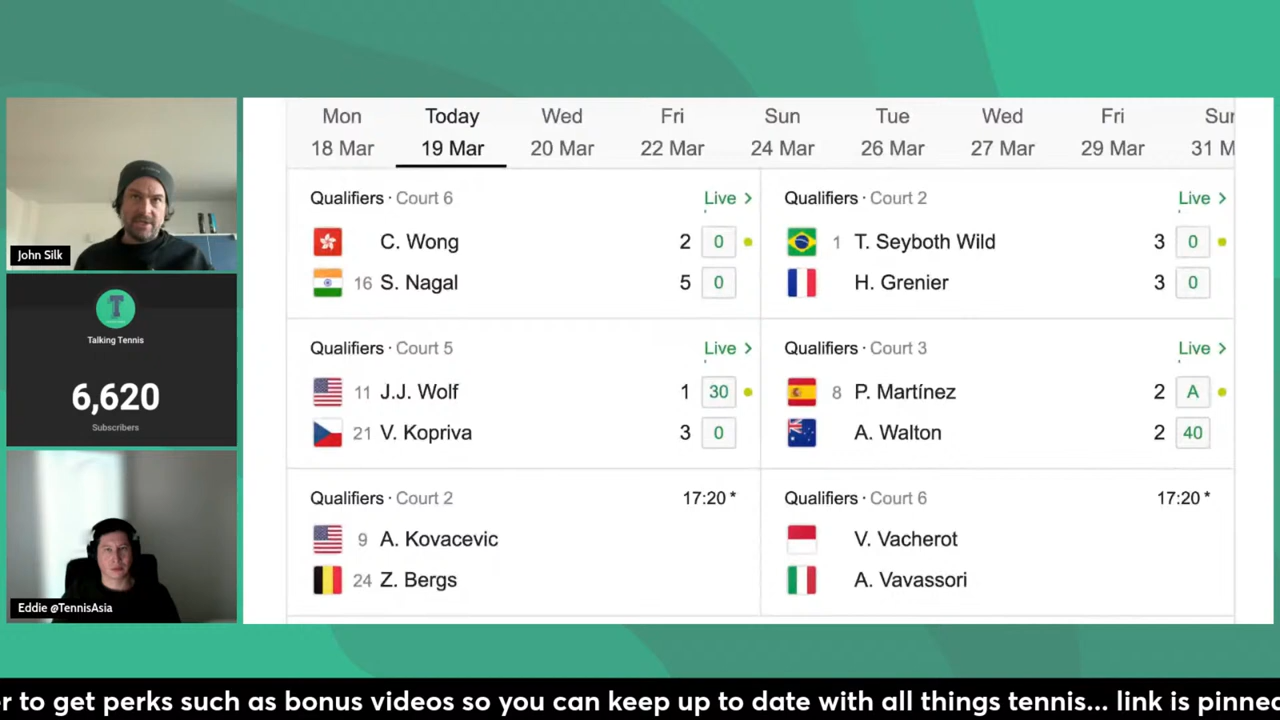 John Silk
T
Talking Tennis
6,620
Subscribers
Eddie @TennisAsia
Mon
18 Mar
Today
19 Mar
Wed
20 Mar
Fri
22 Mar
Sun
24 Mar
Tue
26 Mar
Wed
27 Mar
Fri
29 Mar
Sur
31 M
Qualifiers · Court 6 Live >
C. Wong 2 0
16 S. Nagal 5 0
Qualifiers · Court 2 Live >
1 T. Seyboth Wild 3 0
H. Grenier 3 0
Qualifiers · Court 5 Live >
11 J.J. Wolf 1 30
21 V. Kopriva 3 0
Qualifiers · Court 3 Live >
8 P. Martínez 2 A
A. Walton 2 40
Qualifiers · Court 2 17:20 *
9 A. Kovacevic
24 Z. Bergs
Qualifiers · Court 6 17:20 *
V. Vacherot
A. Vavassori
er to get perks such as bonus videos so you can keep up to date with all things tennis... link is pinned